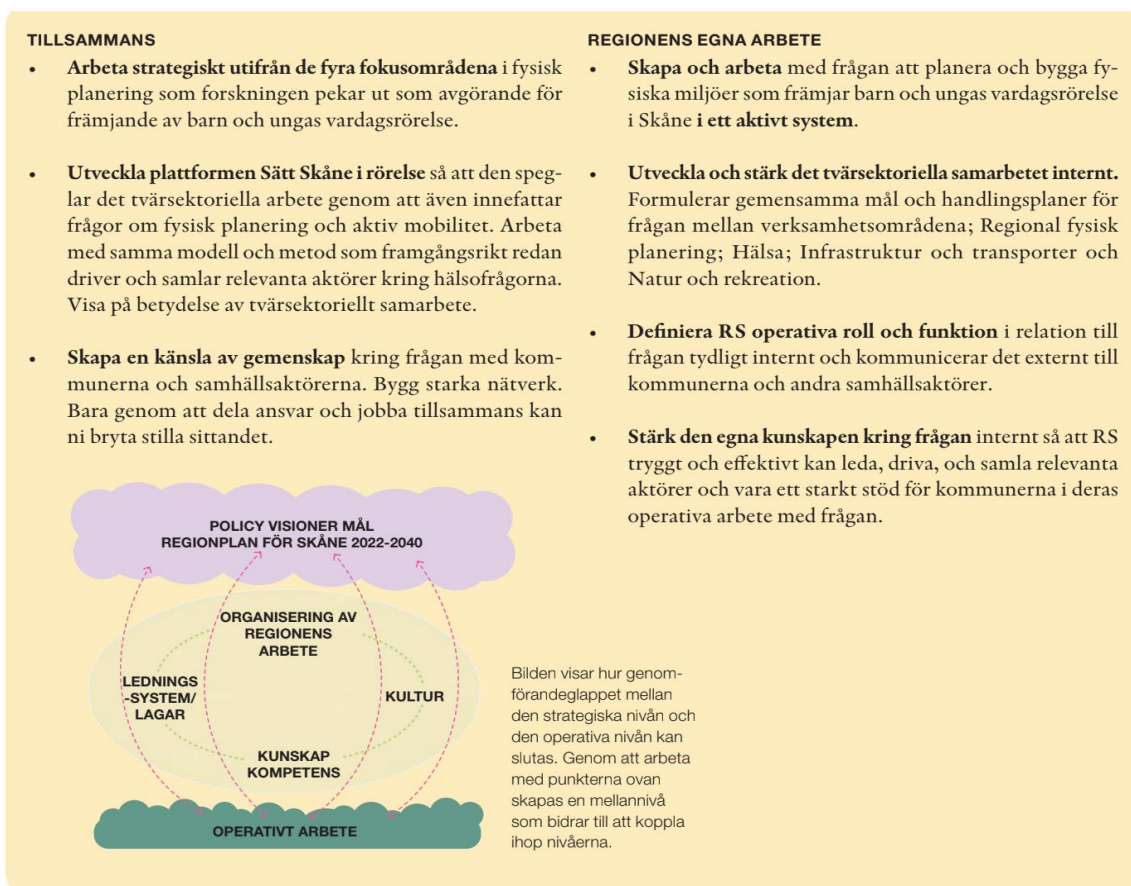 TILLSAMMANS
• Arbeta strategiskt utifrån de fyra fokusområdena i fysisk
planering som forskningen pekar ut som avgörande för
främjande av barn och ungas vardagsrörelse.
• Utveckla plattformen Sätt Skåne i rörelse så att den speg-
lar det tvärsektoriella arbete genom att även innefattar
frågor om fysisk planering och aktiv mobilitet. Arbeta
med samma modell och metod som framgångsrikt redan
driver och samlar relevanta aktörer kring hälsofrågorna.
Visa på betydelse av tvärsektoriellt samarbete.
• Skapa en känsla av gemenskap kring frågan med kom-
munerna och samhällsaktörerna. Bygg starka nätverk.
Bara genom att dela ansvar och jobba tillsammans kan
ni bryta stilla sittandet.
REGIONENS EGNA ARBETE
• Skapa och arbeta med frågan att planera och bygga fy-
siska miljöer som främjar barn och ungas vardagsrörelse
i Skåne i ett aktivt system.
• Utveckla och stärk det tvärsektoriella samarbetet internt.
Formulerar gemensamma mål och handlingsplaner för
frågan mellan verksamhetsområdena; Regional fysisk
planering; Hälsa; Infrastruktur och transporter och
Natur och rekreation.
• Definiera RS operativa roll och funktion i relation till
frågan tydligt internt och kommunicerar det externt till
kommunerna och andra samhällsaktörer.
• Stärk den egna kunskapen kring frågan internt så att RS
tryggt och effektivt kan leda, driva, och samla relevanta
aktörer och vara ett starkt stöd för kommunerna i deras
operativa arbete med frågan.
POLICY VISIONER MÅL
REGIONPLAN FÖR SKÅNE 2022-2040
ORGANISERING AV
REGIONENS
ARBETE
LEDNINGS
-SYSTEM/
LAGAR
KULTUR
KUNSKAP
KOMPETENS
OPERATIVT ARBETE
Bilden visar hur genom-
förandeglappet mellan
den strategiska nivån och
den operativa nivån kan
slutas. Genom att arbeta
med punkterna ovan
skapas en mellannivå
som bidrar till att koppla
ihop nivåerna.